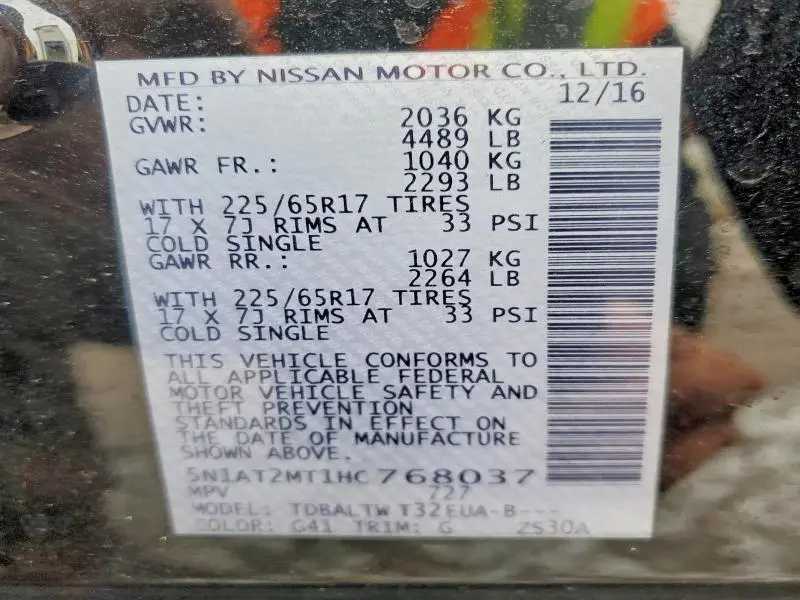 MFD BY NISSAN MOTOR CO., LTD.
DATE: 12/16
GVWR: 2036 KG
4489 LB
GAWR FR.: 1040 KG
2293 LB
WITH 225/65R17 TIRES
17 X 7J RIMS AT 33 PSI
COLD SINGLE
GAWR RR.: 1027 KG
2264 LB
WITH 225/65R17 TIRES
17 X 7J RIMS AT 33 PSI
COLD SINGLE
THIS VEHICLE CONFORMS TO
ALL APPLICABLE FEDERAL
MOTOR VEHICLE SAFETY AND
THEFT PREVENTION
STANDARDS IN EFFECT ON
THE DATE OF MANUFACTURE
SHOWN ABOVE.
5N1AT2MT1HC768037
MPV 727
MODEL: TDBALTW T32EUA-B---
COLOR: G41 TRIM: G ZS30A